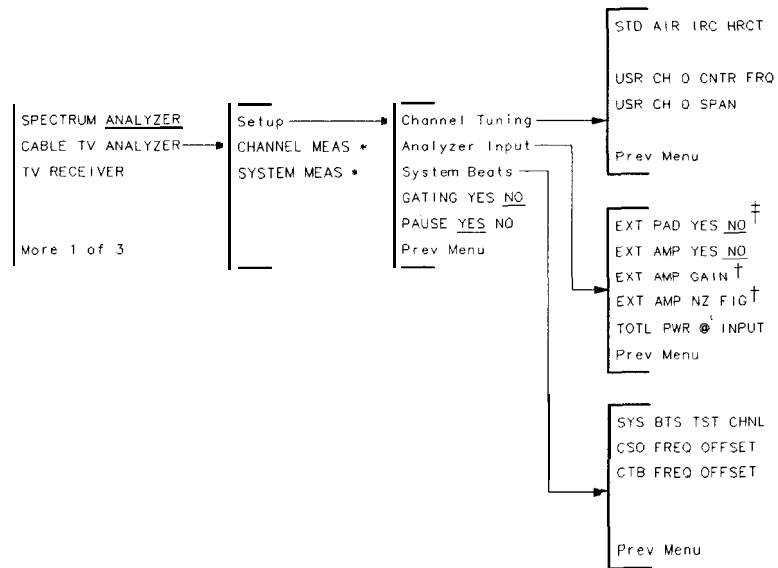 SPECTRUM ANALYZER
CABLE TV ANALYZER
TV RECEIVER
More 1 of 3
Setup
CHANNEL MEAS *
SYSTEM MEAS *
Channel Tuning
Analyzer Input
System Beats
GATING YES NO
PAUSE YES NO
Prev Menu
STD AIR IRC HRCT
USR CH 0 CNTR FRQ
USR CH 0 SPAN
Prev Menu
EXT PAD YES NO ‡
EXT AMP YES NO
EXT AMP GAIN †
EXT AMP NZ FIG †
TOTL PWR @ INPUT
Prev Menu
SYS BTS TST CHNL
CSO FREQ OFFSET
CTB FREQ OFFSET
Prev Menu